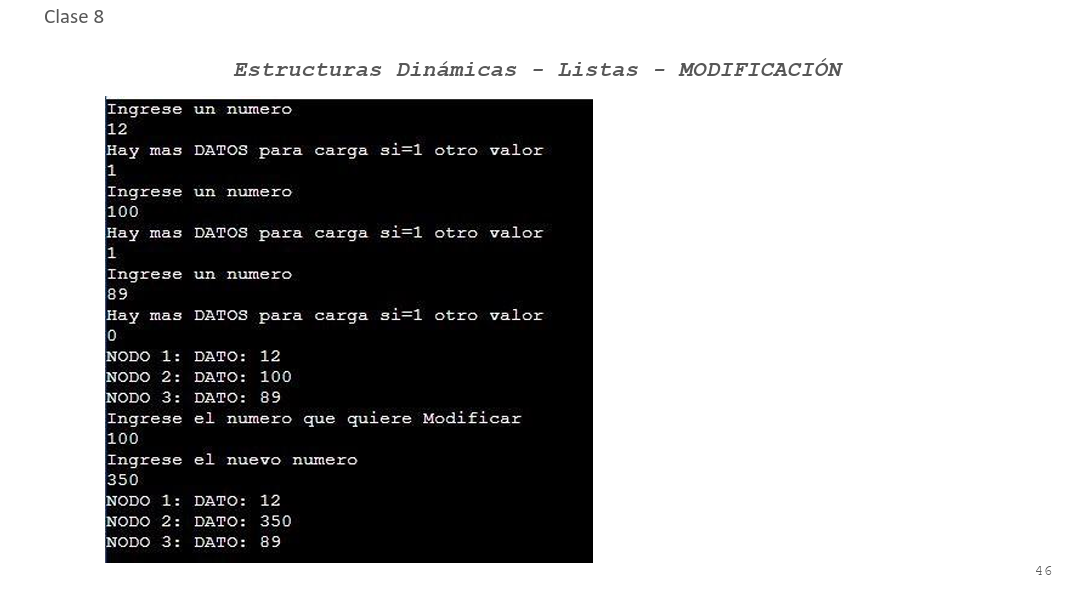 Clase 8
Estructuras Dinámicas - Listas - MODIFICACIÓN
Ingrese un numero
12
Hay mas DATOS para carga si=1 otro valor
1
Ingrese un numero
100
Hay mas DATOS para carga si=1 otro valor
1
Ingrese un numero
89
Hay mas DATOS para carga si=1 otro valor
0
NODO 1: DATO: 12
NODO 2: DATO: 100
NODO 3: DATO: 89
Ingrese el numero que quiere Modificar
100
Ingrese el nuevo numero
350
NODO 1: DATO: 12
NODO 2: DATO: 350
NODO 3: DATO: 89
46